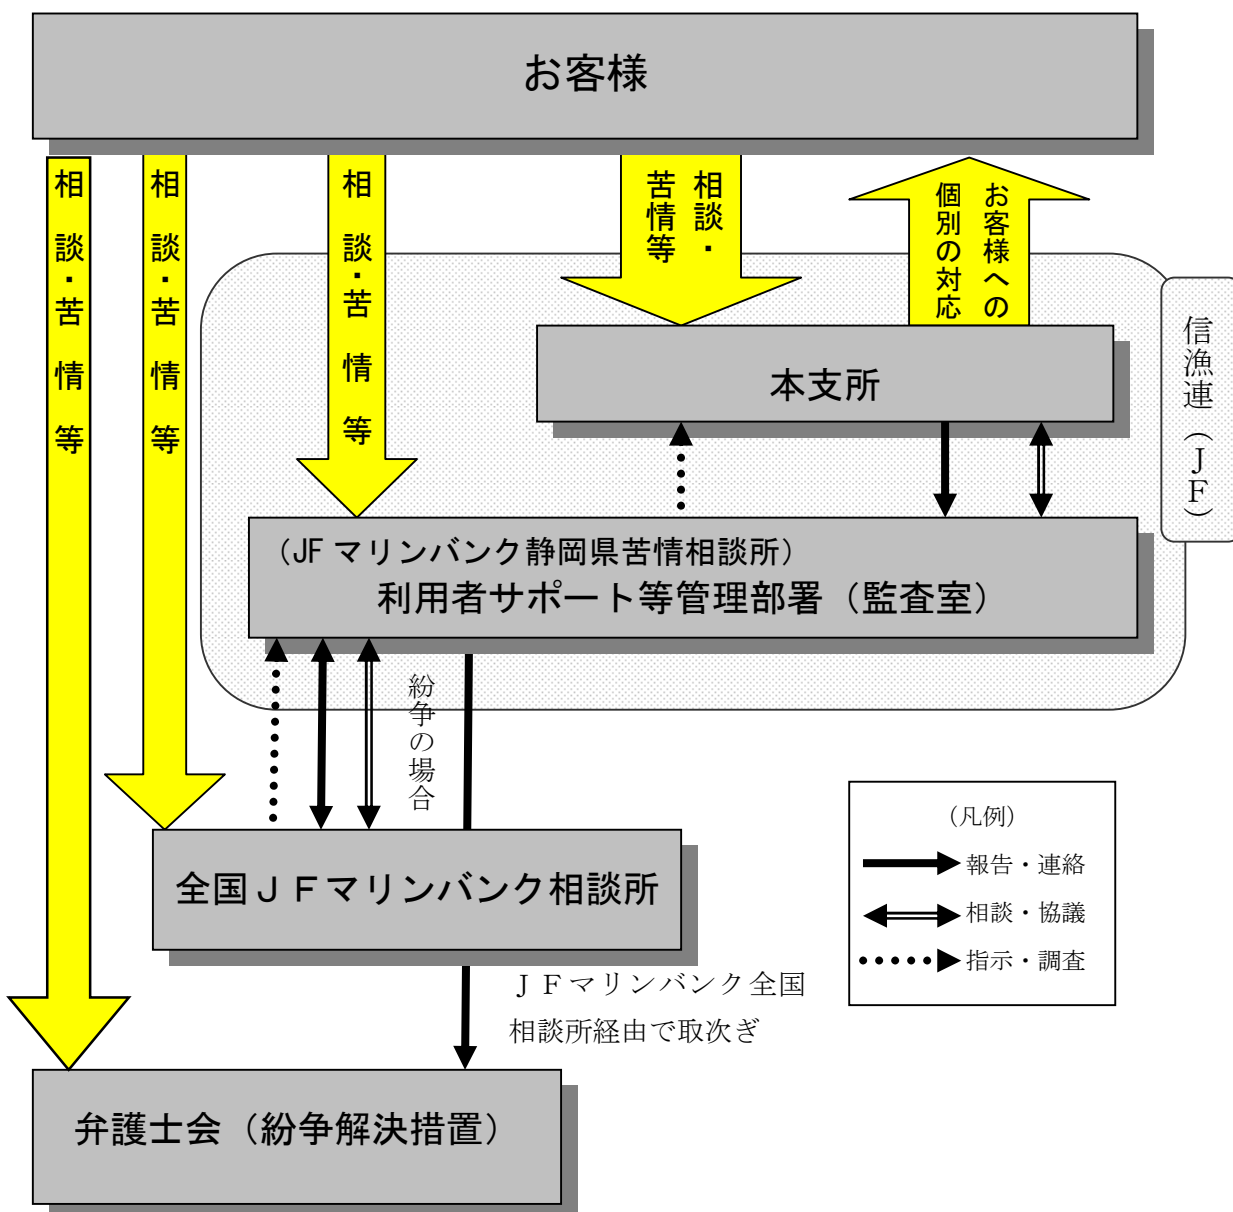 お客様
相談・苦情等
相談・苦情等
相談・苦情等
相談・
苦情等
お客様への
個別の対応
信漁連（ＪＦ）
本支所
（JFマリンバンク静岡県苦情相談所）
利用者サポート等管理部署（監査室）
紛争の場合
全国ＪＦマリンバンク相談所
（凡例）
報告・連絡
相談・協議
指示・調査
ＪＦマリンバンク全国
相談所経由で取次ぎ
弁護士会（紛争解決措置）